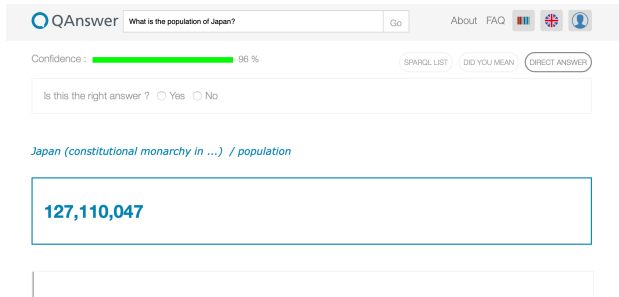 QAnswer What is the population of Japan? Go About FAQ
Confidence : 96 % SPARQL LIST DID YOU MEAN DIRECT ANSWER
Is this the right answer ? Yes No
Japan (constitutional monarchy in ...) / population
127,110,047